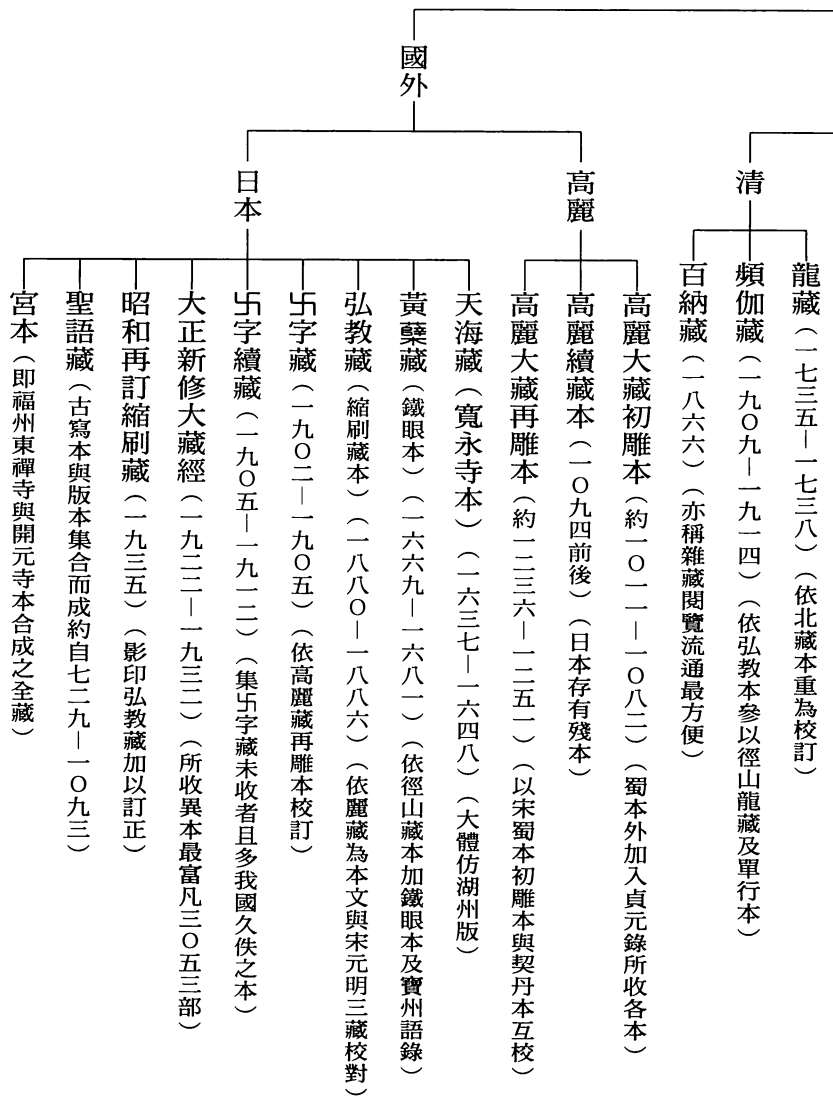 清
龍藏（一七三五—一七三八）（依北藏本重為校訂）
頻伽藏（一九〇九—一九一四）（依弘教本參以徑山龍藏及單行本）
百納藏（一八六六）（亦稱雜藏閱覽流通最方便）
國外
高麗
高麗大藏初雕本（約一〇一一—一〇八二）（蜀本外加入貞元錄所收各本）
高麗續藏本（一〇九四前後）（日本存有殘本）
高麗大藏再雕本（約一二三六—一二五一）（以宋蜀本初雕本與契丹本互校）
日本
天海藏（寬永寺本）（一六三七—一六四八）（大體仿湖州版）
黃蘗藏（鐵眼本）（一六六九—一六八一）（依徑山藏本加鐵眼本及寶州語錄）
弘教藏（縮刷藏本）（一八八〇—一八八六）（依麗藏為本文與宋元明三藏校對）
卐字藏（一九〇二—一九〇五）（依高麗藏再雕本校訂）
卐字續藏（一九〇五—一九一二）（集卐字藏未收者且多我國久佚之本）
大正新修大藏經（一九二二—一九三二）（所收異本最富凡三〇五三部）
昭和再訂縮刷藏（一九三五）（影印弘教藏加以訂正）
聖語藏（古寫本與版本集合而成約自七二九—一〇九三）
宮本（即福州東禪寺與開元寺本合成之全藏）